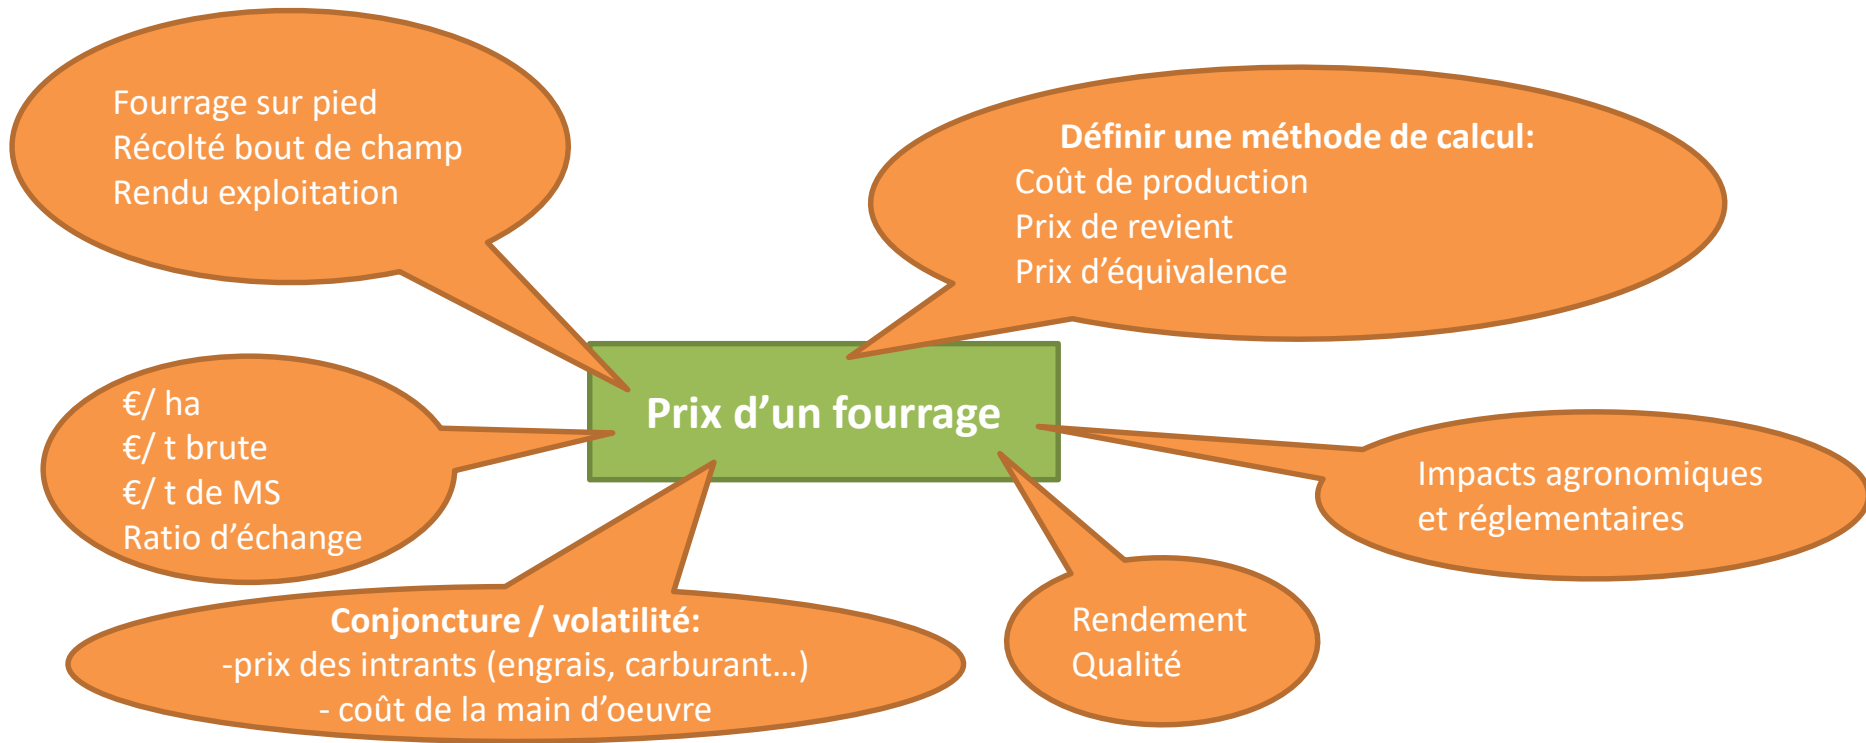 Fourrage sur pied
Récolté bout de champ
Rendu exploitation
Définir une méthode de calcul:
Coût de production
Prix de revient
Prix d’équivalence
Prix d’un fourrage
€/ ha
€/ t brute
€/ t de MS
Ratio d’échange
Impacts agronomiques
et réglementaires
Conjoncture / volatilité:
-prix des intrants (engrais, carburant…)
- coût de la main d’oeuvre
Rendement
Qualité